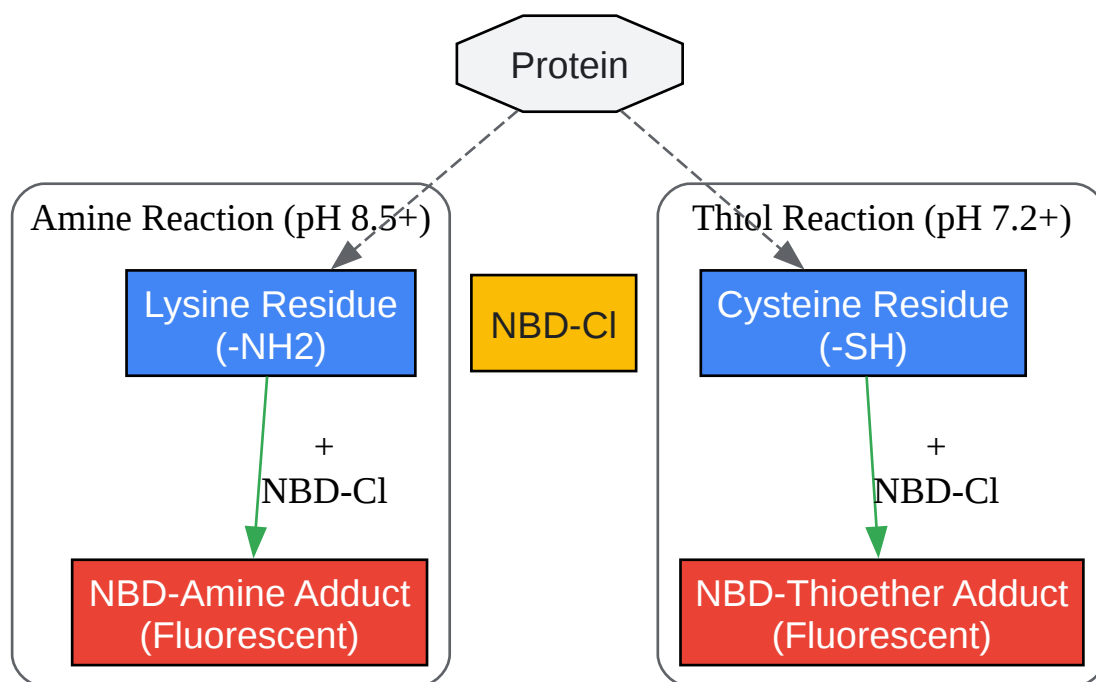 Protein
Amine Reaction (pH 8.5+)
Lysine Residue
(-NH2)
+
NBD-Cl
NBD-Amine Adduct
(Fluorescent)
NBD-Cl
Thiol Reaction (pH 7.2+)
Cysteine Residue
(-SH)
+
NBD-Cl
NBD-Thioether Adduct
(Fluorescent)